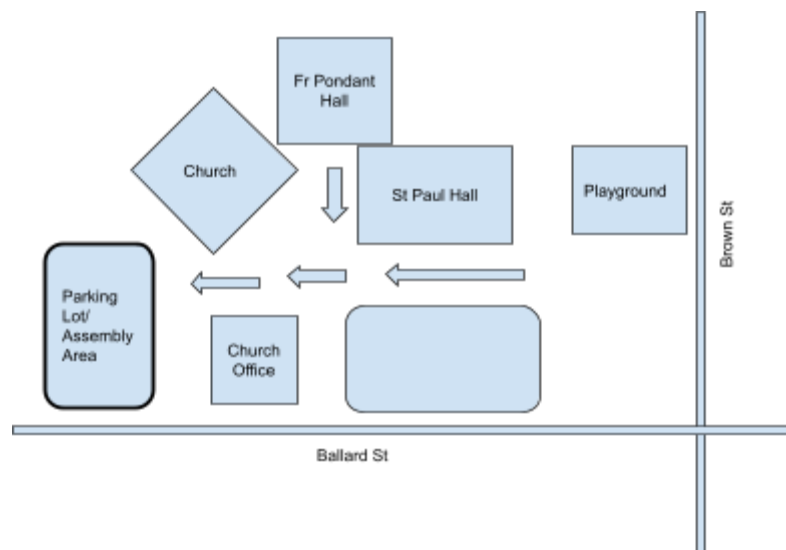 Fr Pondant
Hall
Church
St Paul Hall
Playground
Brown St
Parking
Lot/
Assembly
Area
Church
Office
Ballard St